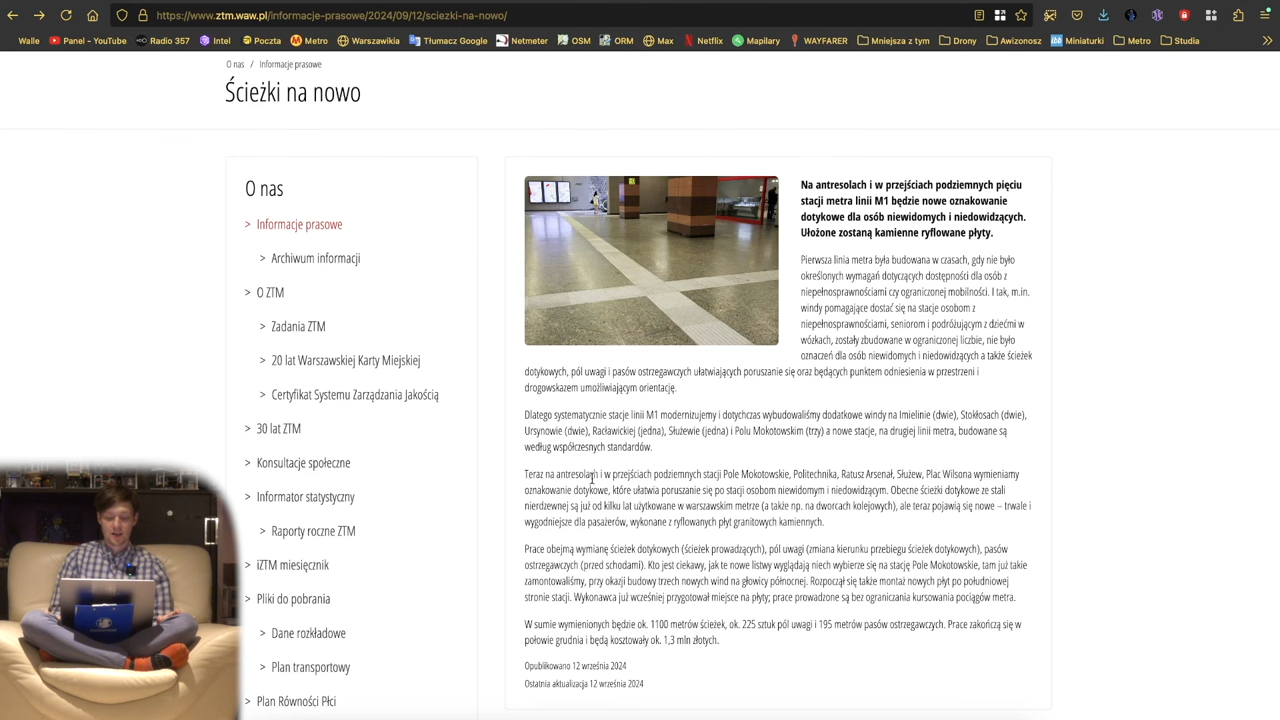 https://www.ztm.waw.pl/informacje-prasowe/2024/09/12/sciezki-na-nowo/
Walle Panel - YouTube Radio 357 Intel Poczta Metro Warszawikia Tłumacz Google Netmeter OSM ORM Max Netflix Mapilary WAYFARER Mniejsza z tym Drony Awizonosz Miniaturki Metro Studia
O nas / Informacje prasowe
Ścieżki na nowo
O nas
> Informacje prasowe
> Archiwum informacji
> O ZTM
> Zadania ZTM
> 20 lat Warszawskiej Karty Miejskiej
> Certyfikat Systemu Zarządzania Jakością
> 30 lat ZTM
> Konsultacje społeczne
> Informator statystyczny
> Raporty roczne ZTM
> iZTM miesięcznik
> Pliki do pobrania
> Dane rozkładowe
> Plan transportowy
> Plan Równości Płci
Na antresolach i w przejściach podziemnych pięciu
stacji metra linii M1 będzie nowe oznakowanie
dotykowe dla osób niewidomych i niedowidzących.
Ułożone zostaną kamienne ryflowane płyty.
Pierwsza linia metra była budowana w czasach, gdy nie było
określonych wymagań dotyczących dostępności dla osób z
niepełnosprawnościami czy ograniczonej mobilności. I tak, m.in.
windy pomagające dostać się na stacje osobom z
niepełnosprawnościami, seniorom i podróżującym z dziećmi w
wózkach, zostały zbudowane w ograniczonej liczbie, nie było
oznaczeń dla osób niewidomych i niedowidzących a także ścieżek
dotykowych, pól uwagi i pasów ostrzegawczych ułatwiających poruszanie się oraz będących punktem odniesienia w przestrzeni i
drogowskazem umożliwiającym orientację.
Dlatego systematycznie stacje linii M1 modernizujemy i dotychczas wybudowaliśmy dodatkowe windy na Imielinie (dwie), Stokłosach (dwie),
Ursynowie (dwie), Racławickiej (jedna), Służewie (jedna) i Polu Mokotowskim (trzy) a nowe stacje, na drugiej linii metra, budowane są
według współczesnych standardów.
Teraz na antresolach i w przejściach podziemnych stacji Pole Mokotowskie, Politechnika, Ratusz Arsenał, Służew, Plac Wilsona wymieniamy
oznakowanie dotykowe, które ułatwia poruszanie się po stacji osobom niewidomym i niedowidzącym. Obecne ścieżki dotykowe ze stali
nierdzewnej są już od kilku lat użytkowane w warszawskim metrze (a także np. na dworcach kolejowych), ale teraz pojawią się nowe – trwałe i
wygodniejsze dla pasażerów, wykonane z ryflowanych płyt granitowych kamiennych.
Prace obejmą wymianę ścieżek dotykowych (ścieżek prowadzących), pól uwagi (zmiana kierunku przebiegu ścieżek dotykowych), pasów
ostrzegawczych (przed schodami). Kto jest ciekawy, jak te nowe listwy wyglądają niech wybierze się na stację Pole Mokotowskie, tam już takie
zamontowaliśmy, przy okazji budowy trzech nowych wind na głowicy północnej. Rozpoczął się także montaż nowych płyt po południowej
stronie stacji. Wykonawca już wcześniej przygotował miejsce na płyty; prace prowadzone są bez ograniczania kursowania pociągów metra.
W sumie wymienionych będzie ok. 1100 metrów ścieżek, ok. 225 sztuk pól uwagi i 195 metrów pasów ostrzegawczych. Prace zakończą się w
połowie grudnia i będą kosztowały ok. 1,3 mln złotych.
Opublikowano 12 września 2024
Ostatnia aktualizacja 12 września 2024